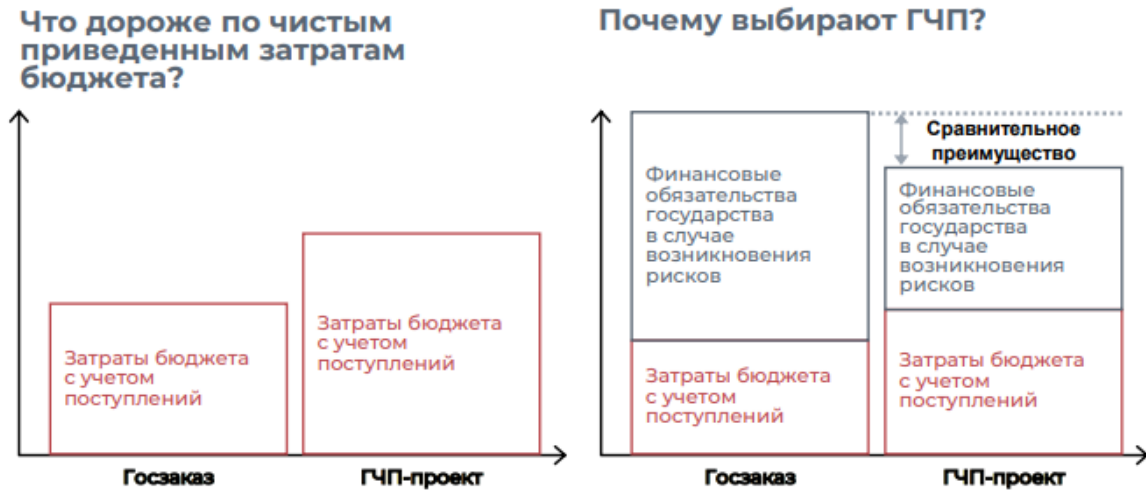 Что дороже по чистым
приведенным затратам
бюджета?
Затраты бюджета
с учетом
поступлений
Затраты бюджета
с учетом
поступлений
Госзаказ
ГЧП-проект
Почему выбирают ГЧП?
Финансовые
обязательства
государства
в случае
возникновения
рисков
Сравнительное
преимущество
Финансовые
обязательства
государства
в случае
возникновения
рисков
Затраты бюджета
с учетом
поступлений
Затраты бюджета
с учетом
поступлений
Госзаказ
ГЧП-проект